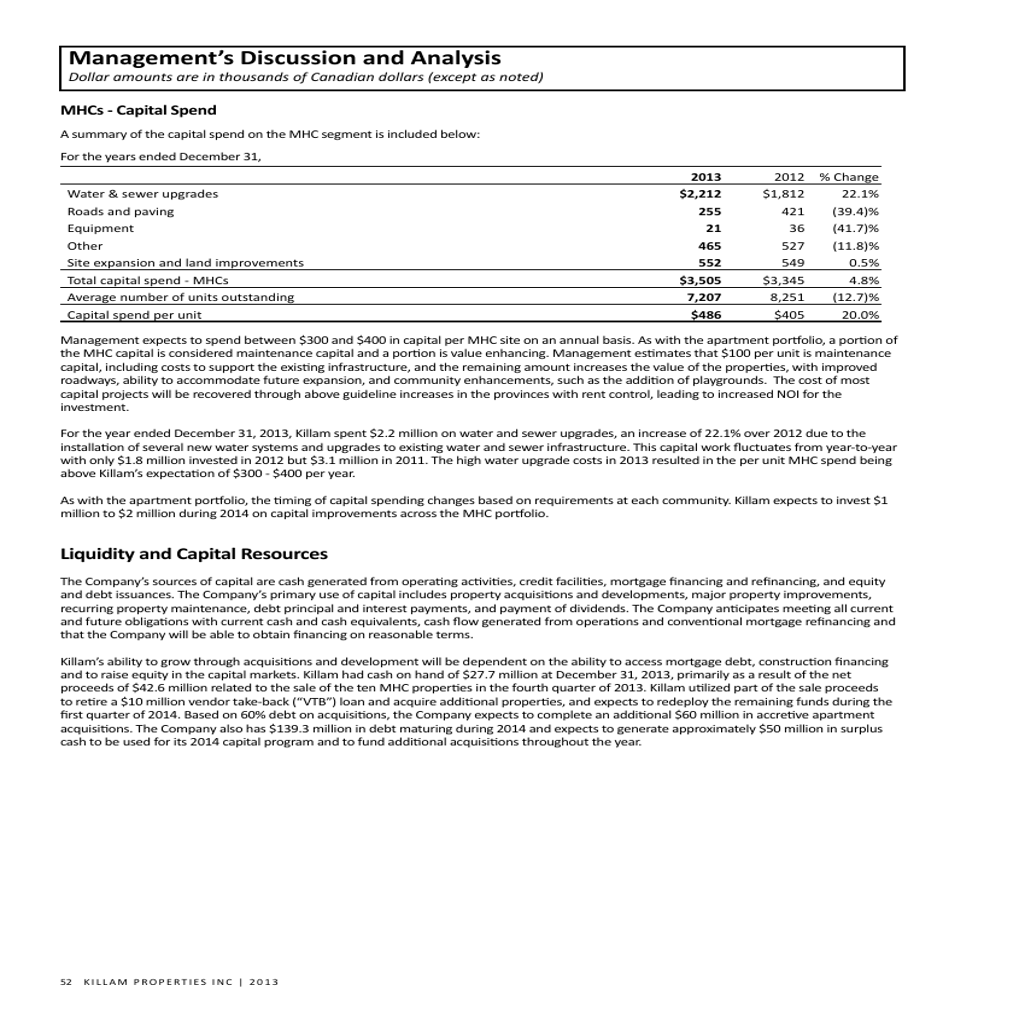 Management’s Discussion and Analysis
Dollar amounts are in thousands of Canadian dollars (except as noted)
MHCs - Capital Spend
A summary of the capital spend on the MHC segment is included below:
For the years ended December 31,
2013 2012 % Change
Water & sewer upgrades $2,212 $1,812 22.1%
Roads and paving 255 421 (39.4)%
Equipment 21 36 (41.7)%
Other 465 527 (11.8)%
Site expansion and land improvements 552 549 0.5%
Total capital spend - MHCs $3,505 $3,345 4.8%
Average number of units outstanding 7,207 8,251 (12.7)%
Capital spend per unit $486 $405 20.0%
Management expects to spend between $300 and $400 in capital per MHC site on an annual basis. As with the apartment portfolio, a portion of
the MHC capital is considered maintenance capital and a portion is value enhancing. Management estimates that $100 per unit is maintenance
capital, including costs to support the existing infrastructure, and the remaining amount increases the value of the properties, with improved
roadways, ability to accommodate future expansion, and community enhancements, such as the addition of playgrounds. The cost of most
capital projects will be recovered through above guideline increases in the provinces with rent control, leading to increased NOI for the
investment.
For the year ended December 31, 2013, Killam spent $2.2 million on water and sewer upgrades, an increase of 22.1% over 2012 due to the
installation of several new water systems and upgrades to existing water and sewer infrastructure. This capital work fluctuates from year-to-year
with only $1.8 million invested in 2012 but $3.1 million in 2011. The high water upgrade costs in 2013 resulted in the per unit MHC spend being
above Killam’s expectation of $300 - $400 per year.
As with the apartment portfolio, the timing of capital spending changes based on requirements at each community. Killam expects to invest $1
million to $2 million during 2014 on capital improvements across the MHC portfolio.
Liquidity and Capital Resources
The Company’s sources of capital are cash generated from operating activities, credit facilities, mortgage financing and refinancing, and equity
and debt issuances. The Company’s primary use of capital includes property acquisitions and developments, major property improvements,
recurring property maintenance, debt principal and interest payments, and payment of dividends. The Company anticipates meeting all current
and future obligations with current cash and cash equivalents, cash flow generated from operations and conventional mortgage refinancing and
that the Company will be able to obtain financing on reasonable terms.
Killam’s ability to grow through acquisitions and development will be dependent on the ability to access mortgage debt, construction financing
and to raise equity in the capital markets. Killam had cash on hand of $27.7 million at December 31, 2013, primarily as a result of the net
proceeds of $42.6 million related to the sale of the ten MHC properties in the fourth quarter of 2013. Killam utilized part of the sale proceeds
to retire a $10 million vendor take-back (“VTB”) loan and acquire additional properties, and expects to redeploy the remaining funds during the
first quarter of 2014. Based on 60% debt on acquisitions, the Company expects to complete an additional $60 million in accretive apartment
acquisitions. The Company also has $139.3 million in debt maturing during 2014 and expects to generate approximately $50 million in surplus
cash to be used for its 2014 capital program and to fund additional acquisitions throughout the year.
52 KILLAM PROPERTIES INC | 2013